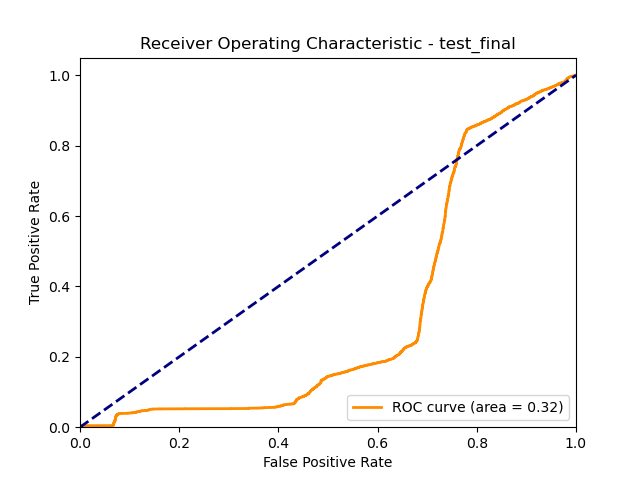 Receiver Operating Characteristic - test_final
True Positive Rate
1.0
0.8
0.6
0.4
0.2
0.0
ROC curve (area = 0.32)
0.0 0.2 0.4 0.6 0.8 1.0
False Positive Rate